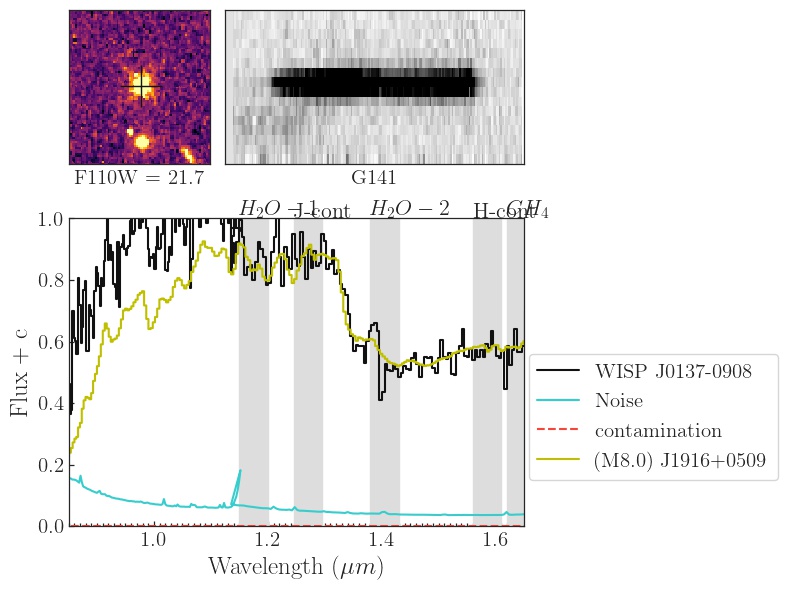 F110W = 21.7
G141
H₂O − 1 J-cont H₂O − 2 H-cont CH₄
1.0
0.8
0.6
0.4
0.2
0.0
Flux + c
1.0 1.2 1.4 1.6
Wavelength (μm)
WISP J0137-0908
Noise
contamination
(M8.0) J1916+0509